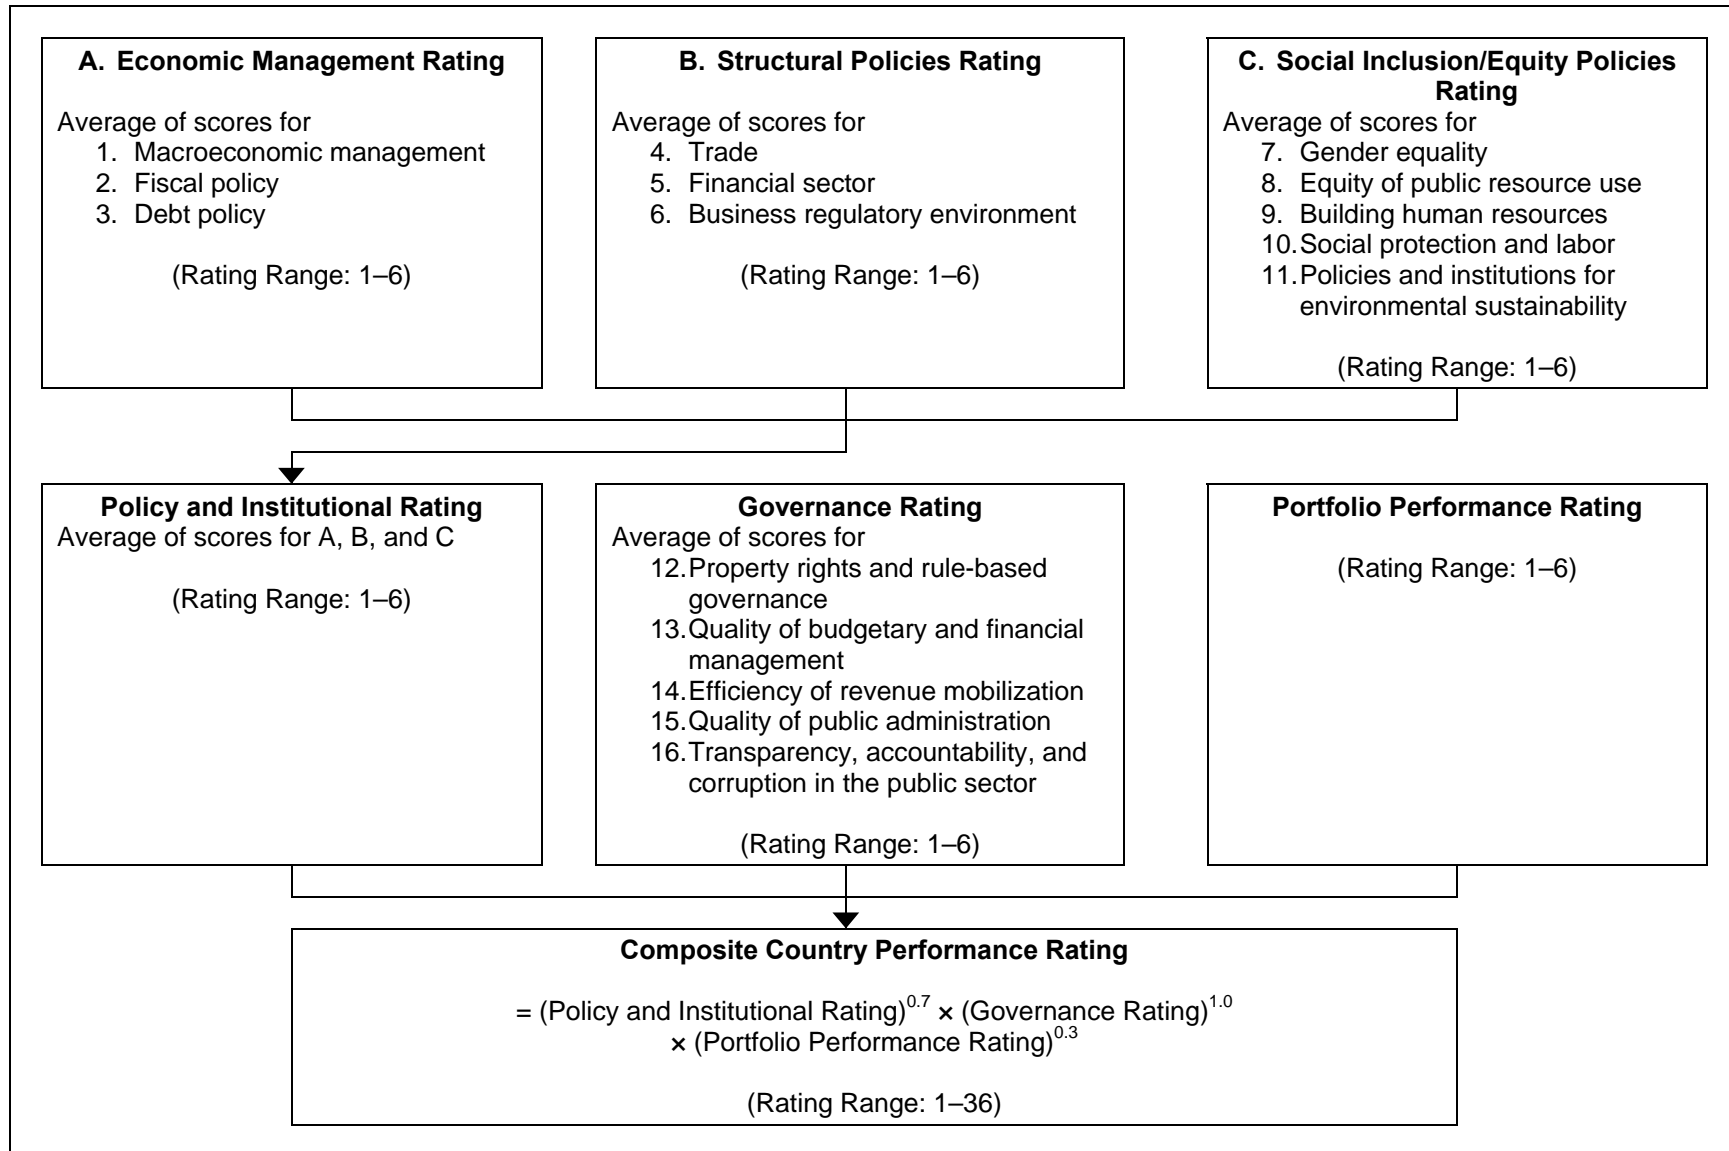 A. Economic Management Rating
Average of scores for
1. Macroeconomic management
2. Fiscal policy
3. Debt policy
(Rating Range: 1–6)
B. Structural Policies Rating
Average of scores for
4. Trade
5. Financial sector
6. Business regulatory environment
(Rating Range: 1–6)
C. Social Inclusion/Equity Policies
Rating
Average of scores for
7. Gender equality
8. Equity of public resource use
9. Building human resources
10. Social protection and labor
11. Policies and institutions for
environmental sustainability
(Rating Range: 1–6)
Policy and Institutional Rating
Average of scores for A, B, and C
(Rating Range: 1–6)
Governance Rating
Average of scores for
12. Property rights and rule-based
governance
13. Quality of budgetary and financial
management
14. Efficiency of revenue mobilization
15. Quality of public administration
16. Transparency, accountability, and
corruption in the public sector
(Rating Range: 1–6)
Portfolio Performance Rating
(Rating Range: 1–6)
Composite Country Performance Rating
= (Policy and Institutional Rating)^0.7 × (Governance Rating)^1.0
× (Portfolio Performance Rating)^0.3
(Rating Range: 1–36)